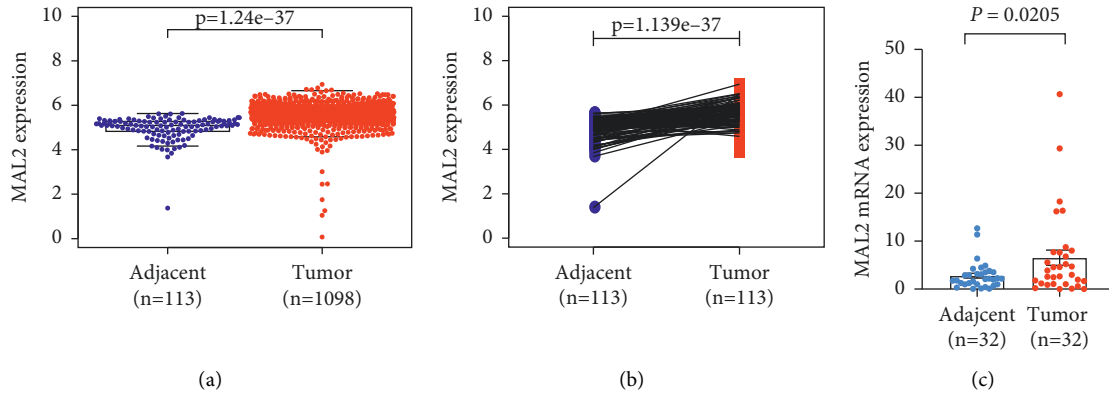 p=1.24e–37
10
8
6
4
2
0
MAL2 expression
Adjacent
(n=113)
Tumor
(n=1098)
(a)
p=1.139e–37
10
8
6
4
2
0
MAL2 expression
Adjacent
(n=113)
Tumor
(n=113)
(b)
P = 0.0205
50
40
30
20
10
0
MAL2 mRNA expression
Adajcent
(n=32)
Tumor
(n=32)
(c)